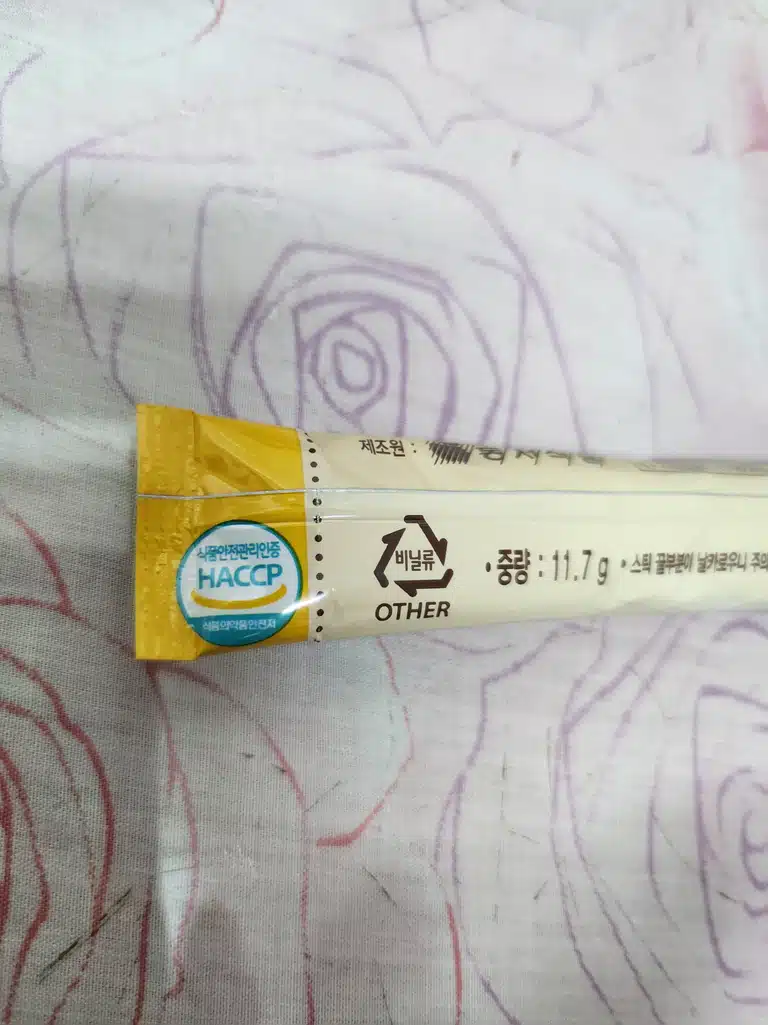 제조원 :
식품안전관리인증
HACCP
식품의약품안전처
비닐류
OTHER
• 중량 : 11.7 g • 스틱 끝부분이 날카로우니 주의